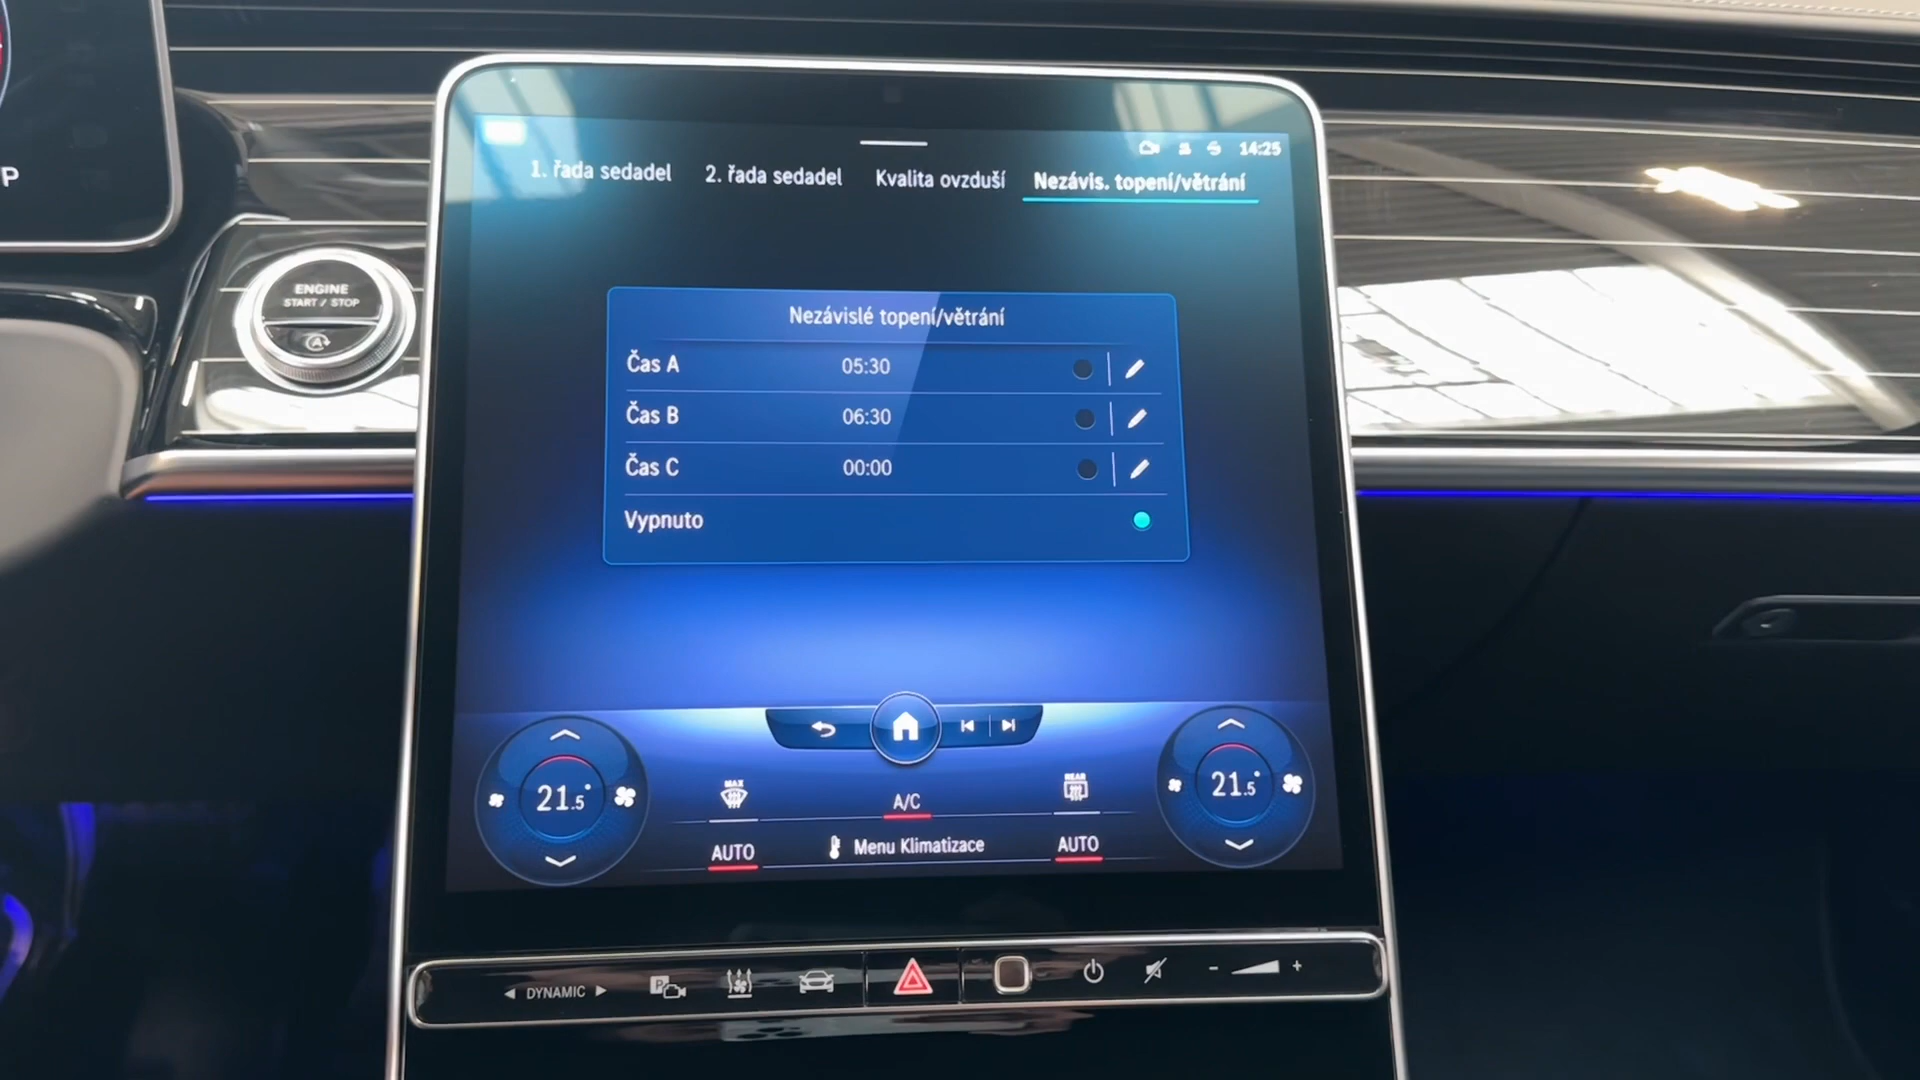 P
ENGINE
START / STOP
A
14:25
1. řada sedadel
2. řada sedadel
Kvalita ovzduší
Nezávis. topení/větrání
Nezávislé topení/větrání
Čas A 05:30
Čas B 06:30
Čas C 00:00
Vypnuto
21.5°
MAX
A/C
REAR
21.5°
AUTO
Menu Klimatizace
AUTO
DYNAMIC
P
- +